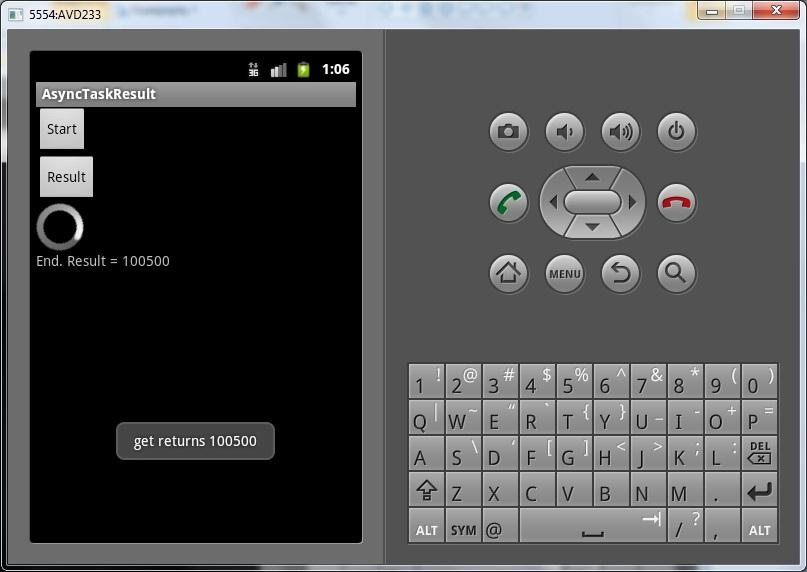 5554:AVD233
3G 1:06
AsyncTaskResult
Start
Result
End. Result = 100500
get returns 100500
MENU
1 ! 2 @ 3 # 4 $ 5 % 6 ^ 7 & 8 * 9 ( 0 )
Q | W ~ E “ R ` T { Y } U _ I - O + P =
A S \ D ‘ F [ G ] H < J > K ; L : DEL
Z X C V B N M .
ALT SYM @ / ? , ALT